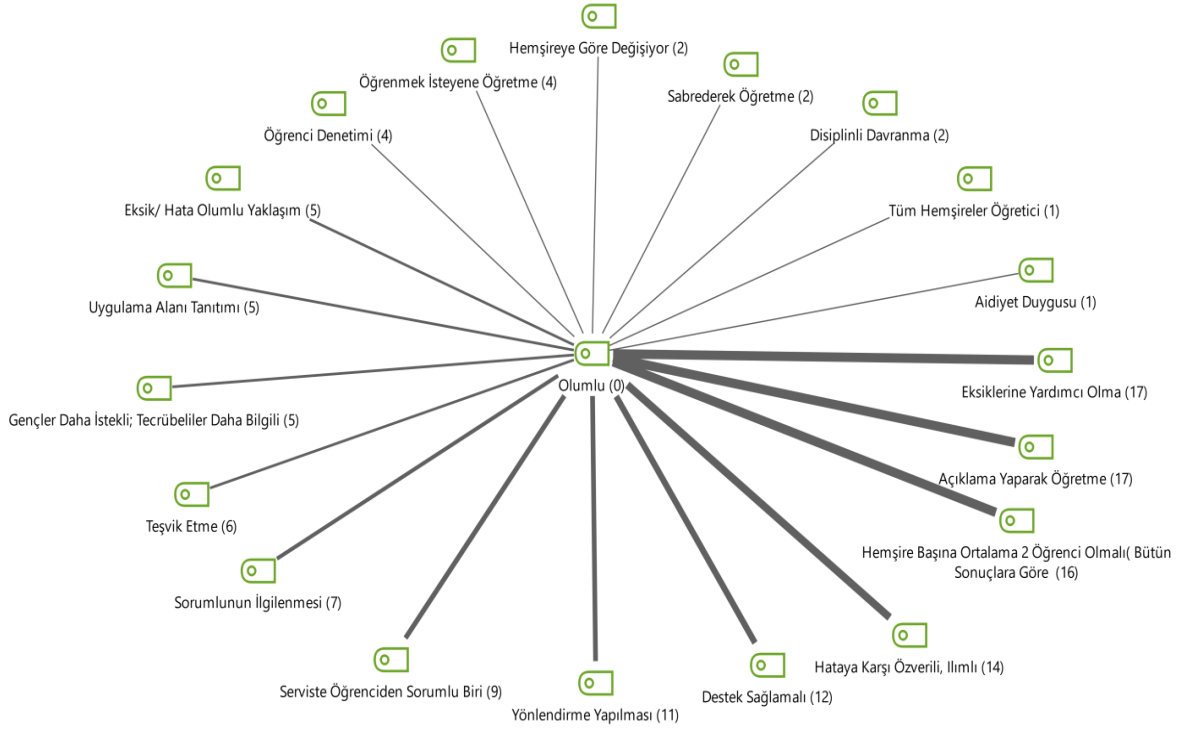 Hemşireye Göre Değişiyor (2)
Öğrenmek İsteyene Öğretme (4)
Sabrederek Öğretme (2)
Öğrenci Denetimi (4)
Disiplinli Davranma (2)
Eksik/ Hata Olumlu Yaklaşım (5)
Tüm Hemşireler Öğretici (1)
Uygulama Alanı Tanıtımı (5)
Aidiyet Duygusu (1)
Olumlu (0)
Eksiklerine Yardımcı Olma (17)
Gençler Daha İstekli; Tecrübeliler Daha Bilgili (5)
Açıklama Yaparak Öğretme (17)
Teşvik Etme (6)
Hemşire Başına Ortalama 2 Öğrenci Olmalı( Bütün
Sonuçlara Göre (16)
Sorumlunun İlgilenmesi (7)
Hataya Karşı Özverili, Ilımlı (14)
Serviste Öğrenciden Sorumlu Biri (9)
Destek Sağlamalı (12)
Yönlendirme Yapılması (11)